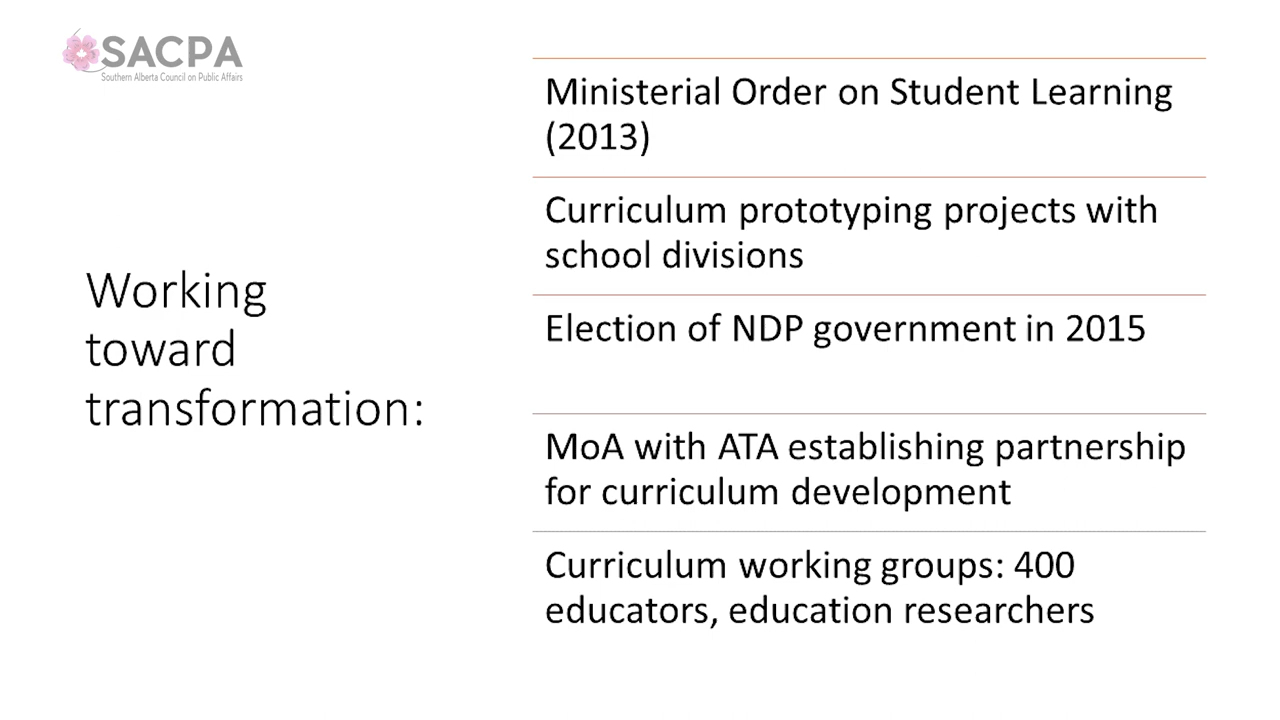 SACPA
Southern Alberta Council on Public Affairs
Working
toward
transformation:
Ministerial Order on Student Learning
(2013)
Curriculum prototyping projects with
school divisions
Election of NDP government in 2015
MoA with ATA establishing partnership
for curriculum development
Curriculum working groups: 400
educators, education researchers